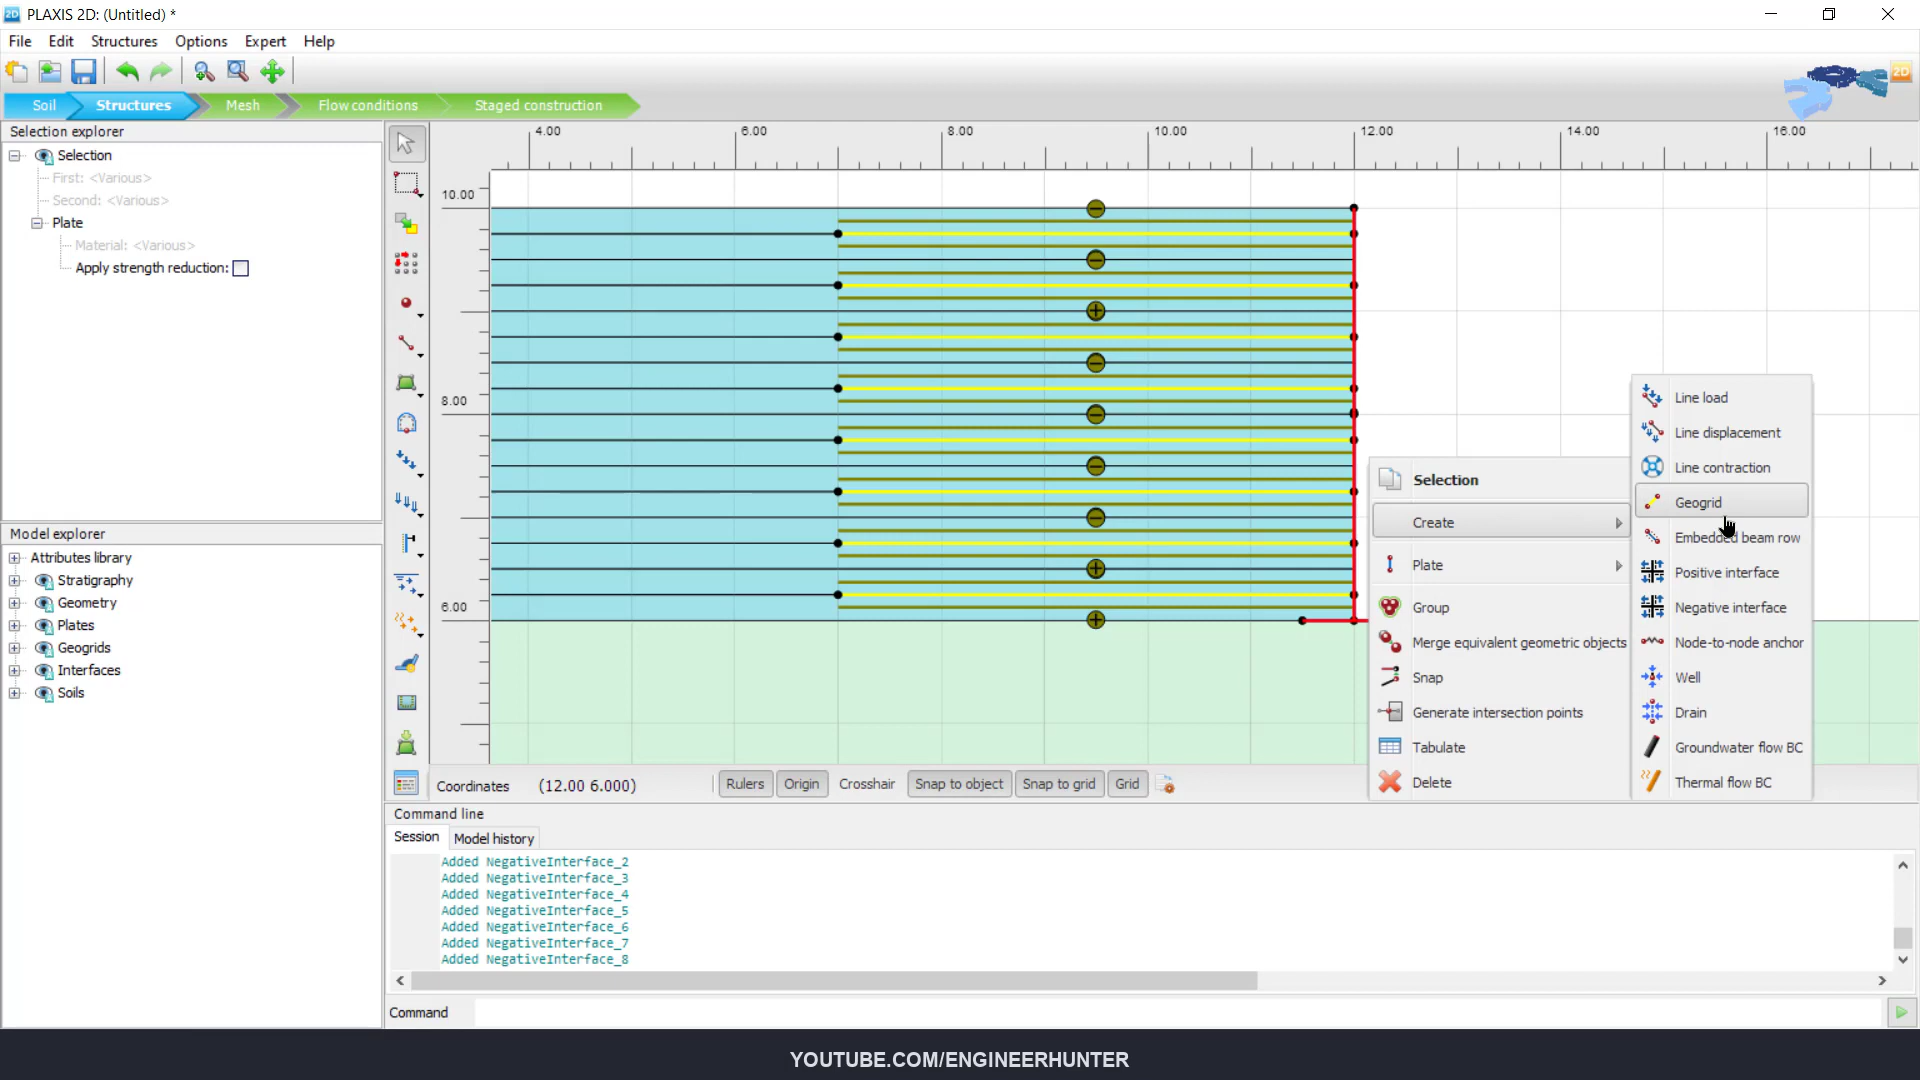 PLAXIS 2D: (Untitled) *
File Edit Structures Options Expert Help
2D
Soil Structures Mesh Flow conditions Staged construction
Selection explorer
Selection
First: <Various>
Second: <Various>
Plate
Material: <Various>
Apply strength reduction:
Model explorer
Attributes library
Stratigraphy
Geometry
Plates
Geogrids
Interfaces
Soils
4.00 6.00 8.00 10.00 12.00 14.00 16.00
10.00
8.00
6.00
Selection
Create
Plate
Group
Merge equivalent geometric objects
Snap
Generate intersection points
Tabulate
Delete
Line load
Line displacement
Line contraction
Geogrid
Embedded beam row
Positive interface
Negative interface
Node-to-node anchor
Well
Drain
Groundwater flow BC
Thermal flow BC
Coordinates (12.00 6.000) Rulers Origin Crosshair Snap to object Snap to grid Grid
Command line
Session Model history
Added NegativeInterface_2
Added NegativeInterface_3
Added NegativeInterface_4
Added NegativeInterface_5
Added NegativeInterface_6
Added NegativeInterface_7
Added NegativeInterface_8
Command
YOUTUBE.COM/ENGINEERHUNTER